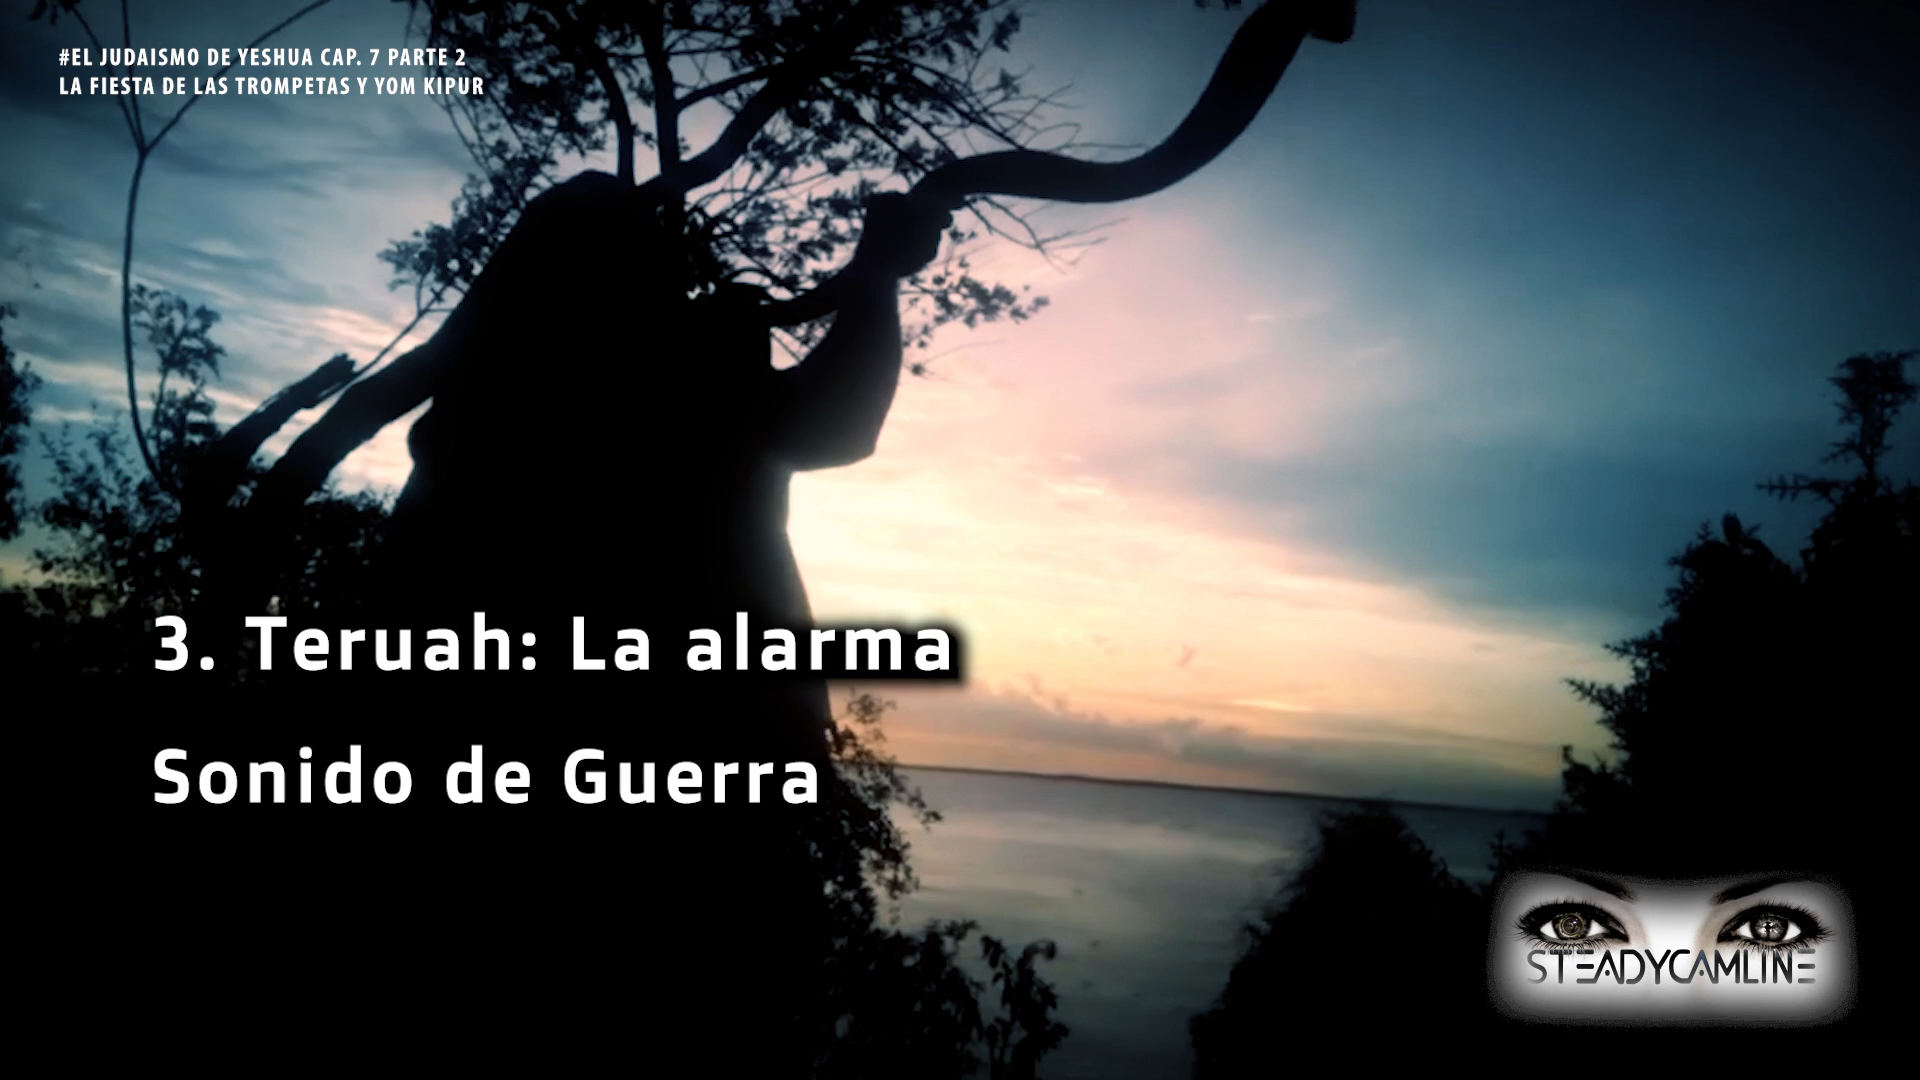 #EL JUDAISMO DE YESHUA CAP. 7 PARTE 2
LA FIESTA DE LAS TROMPETAS Y YOM KIPUR
3. Teruah: La alarma
Sonido de Guerra
STEADYCAMLINE